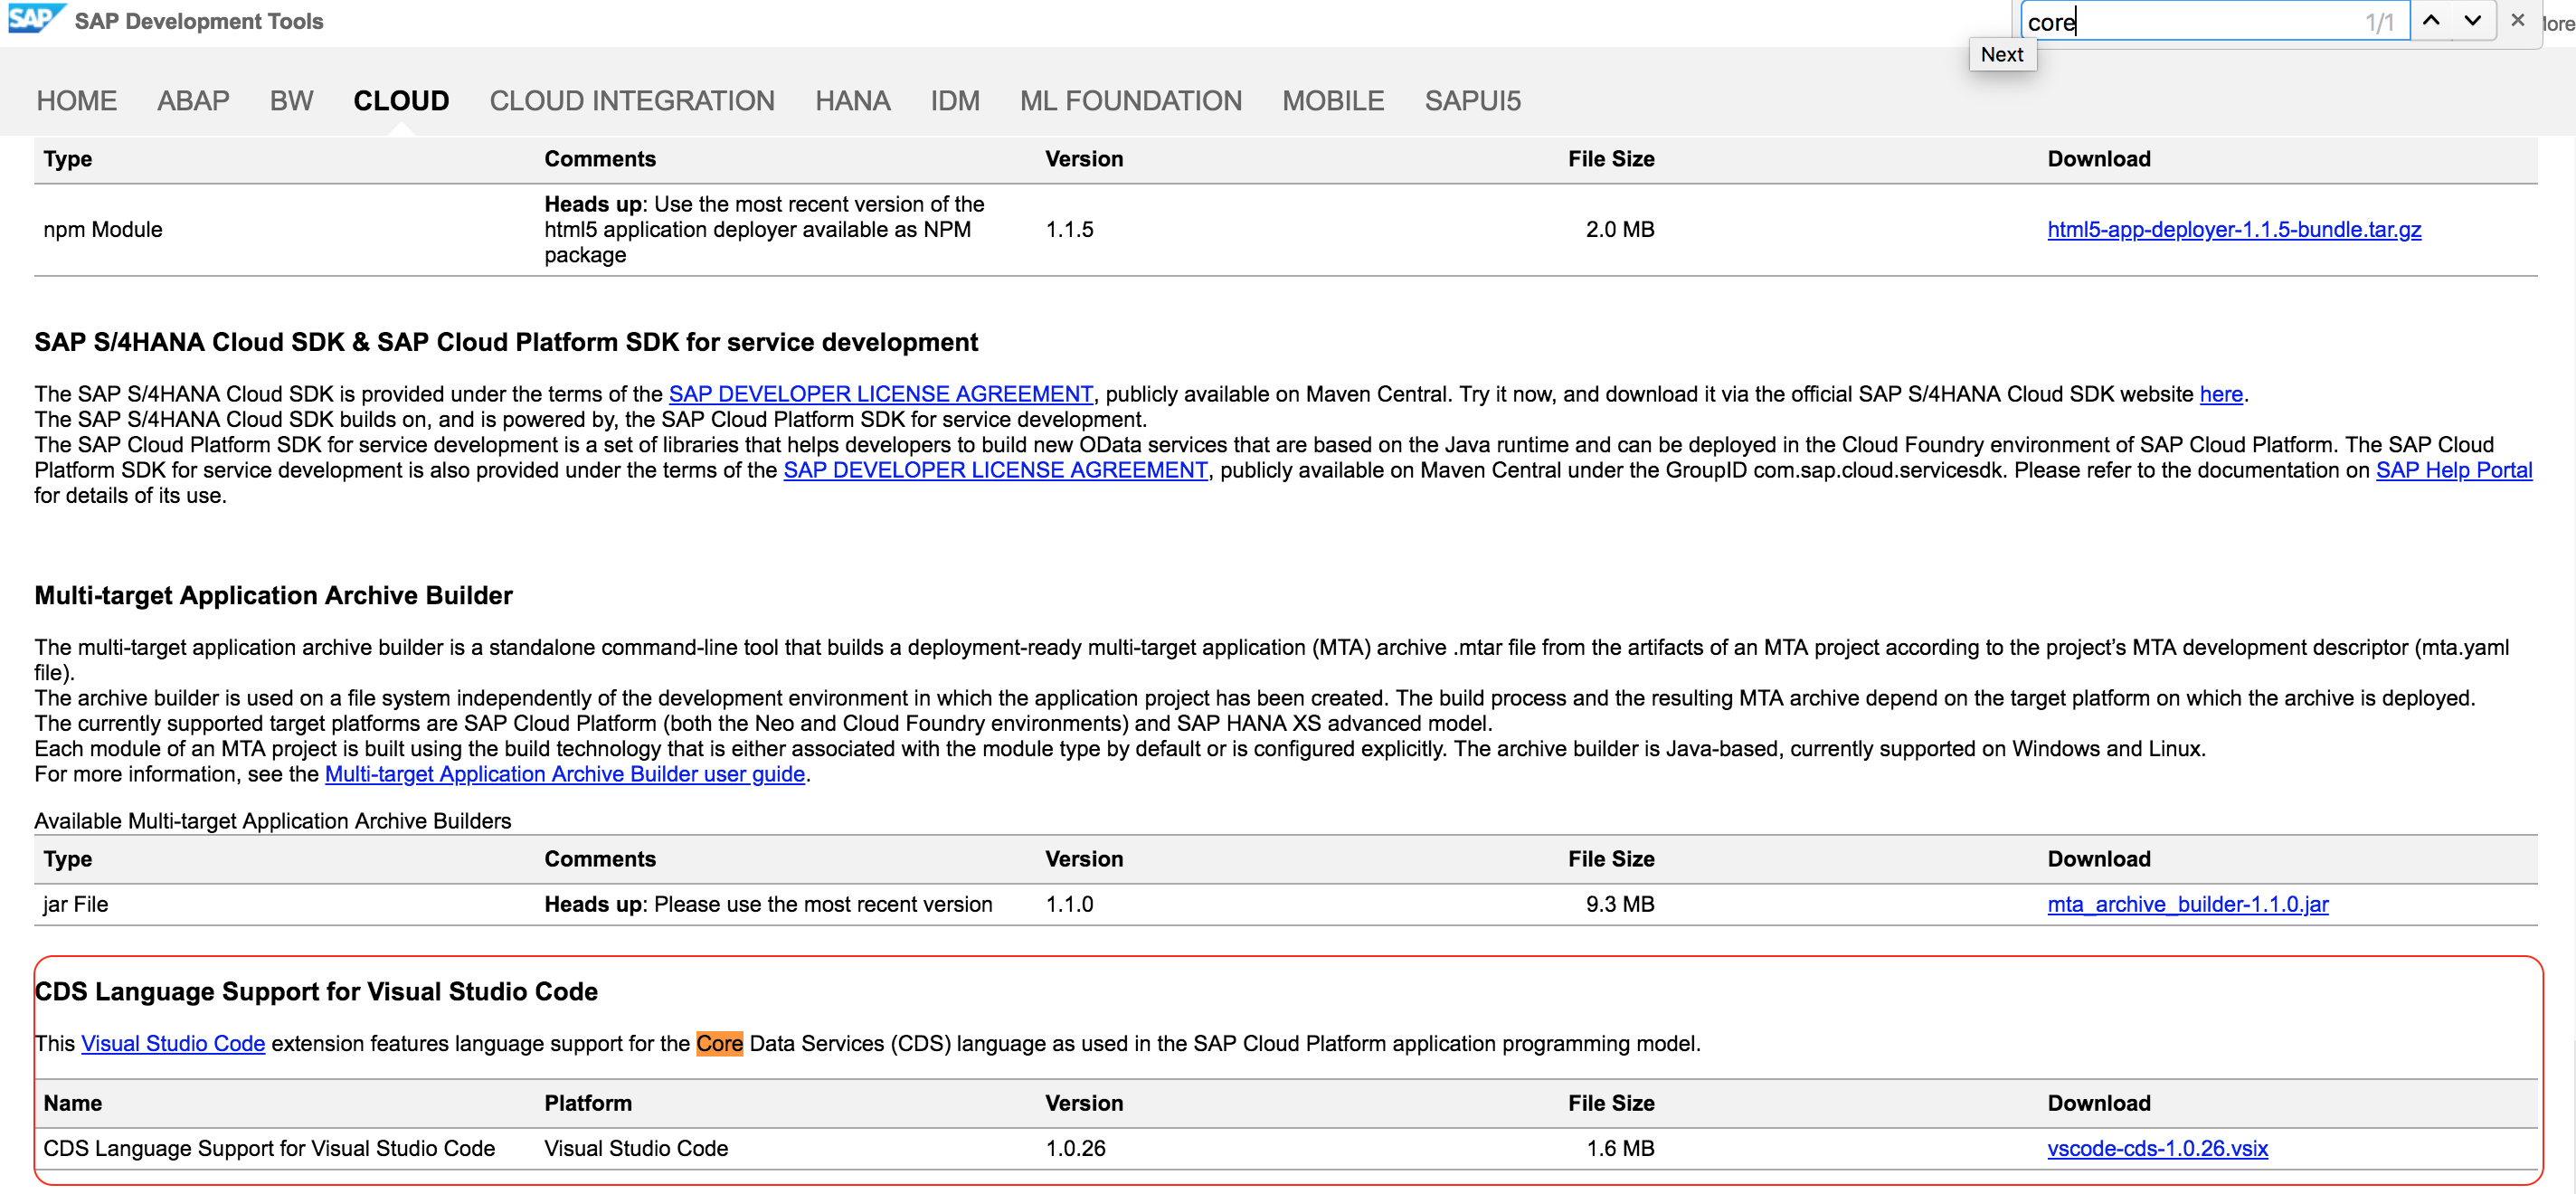 SAP SAP Development Tools
core 1/1
Next
HOME ABAP BW CLOUD CLOUD INTEGRATION HANA IDM ML FOUNDATION MOBILE SAPUI5
Type Comments Version File Size Download
npm Module Heads up: Use the most recent version of the html5 application deployer available as NPM package 1.1.5 2.0 MB html5-app-deployer-1.1.5-bundle.tar.gz
SAP S/4HANA Cloud SDK & SAP Cloud Platform SDK for service development
The SAP S/4HANA Cloud SDK is provided under the terms of the SAP DEVELOPER LICENSE AGREEMENT, publicly available on Maven Central. Try it now, and download it via the official SAP S/4HANA Cloud SDK website here.
The SAP S/4HANA Cloud SDK builds on, and is powered by, the SAP Cloud Platform SDK for service development.
The SAP Cloud Platform SDK for service development is a set of libraries that helps developers to build new OData services that are based on the Java runtime and can be deployed in the Cloud Foundry environment of SAP Cloud Platform. The SAP Cloud
Platform SDK for service development is also provided under the terms of the SAP DEVELOPER LICENSE AGREEMENT, publicly available on Maven Central under the GroupID com.sap.cloud.servicesdk. Please refer to the documentation on SAP Help Portal
for details of its use.
Multi-target Application Archive Builder
The multi-target application archive builder is a standalone command-line tool that builds a deployment-ready multi-target application (MTA) archive .mtar file from the artifacts of an MTA project according to the project’s MTA development descriptor (mta.yaml
file).
The archive builder is used on a file system independently of the development environment in which the application project has been created. The build process and the resulting MTA archive depend on the target platform on which the archive is deployed.
The currently supported target platforms are SAP Cloud Platform (both the Neo and Cloud Foundry environments) and SAP HANA XS advanced model.
Each module of an MTA project is built using the build technology that is either associated with the module type by default or is configured explicitly. The archive builder is Java-based, currently supported on Windows and Linux.
For more information, see the Multi-target Application Archive Builder user guide.
Available Multi-target Application Archive Builders
Type Comments Version File Size Download
jar File Heads up: Please use the most recent version 1.1.0 9.3 MB mta_archive_builder-1.1.0.jar
CDS Language Support for Visual Studio Code
This Visual Studio Code extension features language support for the Core Data Services (CDS) language as used in the SAP Cloud Platform application programming model.
Name Platform Version File Size Download
CDS Language Support for Visual Studio Code Visual Studio Code 1.0.26 1.6 MB vscode-cds-1.0.26.vsix